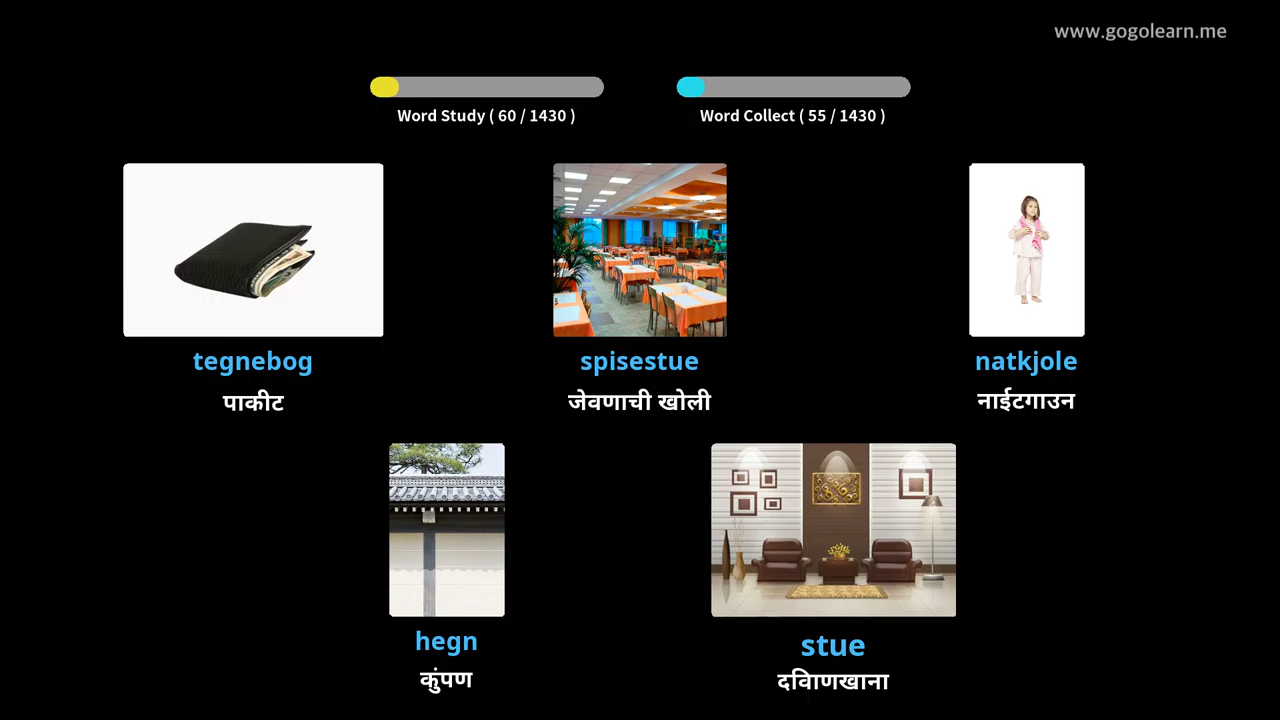 www.gogolearn.me
Word Study ( 60 / 1430 )
Word Collect ( 55 / 1430 )
tegnebog
पाकीट
spisestue
जेवणाची खोली
natkjole
नाईटगाउन
hegn
कुंपण
stue
दिवाणखाना